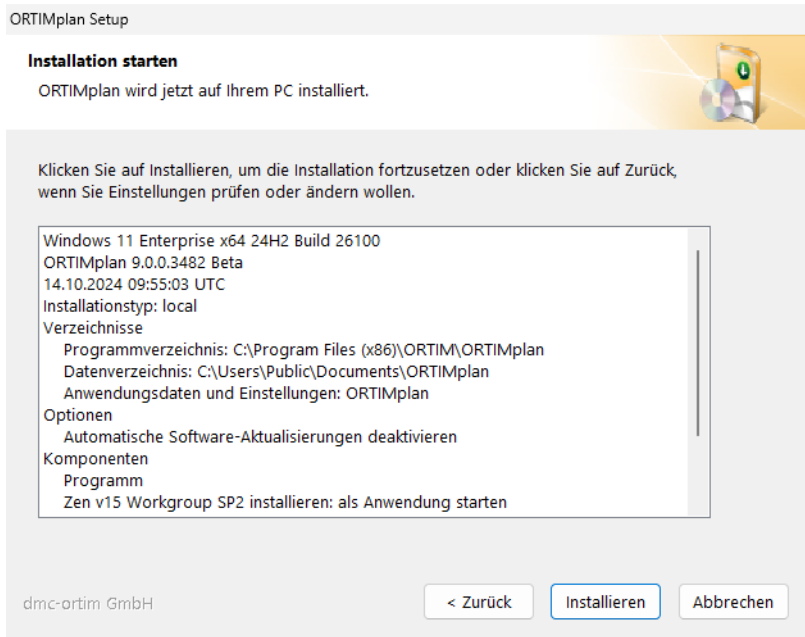 ORTIMplan Setup
Installation starten
ORTIMplan wird jetzt auf Ihrem PC installiert.
Klicken Sie auf Installieren, um die Installation fortzusetzen oder klicken Sie auf Zurück,
wenn Sie Einstellungen prüfen oder ändern wollen.
Windows 11 Enterprise x64 24H2 Build 26100
ORTIMplan 9.0.0.3482 Beta
14.10.2024 09:55:03 UTC
Installationstyp: local
Verzeichnisse
Programmverzeichnis: C:\Program Files (x86)\ORTIM\ORTIMplan
Datenverzeichnis: C:\Users\Public\Documents\ORTIMplan
Anwendungsdaten und Einstellungen: ORTIMplan
Optionen
Automatische Software-Aktualisierungen deaktivieren
Komponenten
Programm
Zen v15 Workgroup SP2 installieren: als Anwendung starten
dmc-ortim GmbH
< Zurück
Installieren
Abbrechen